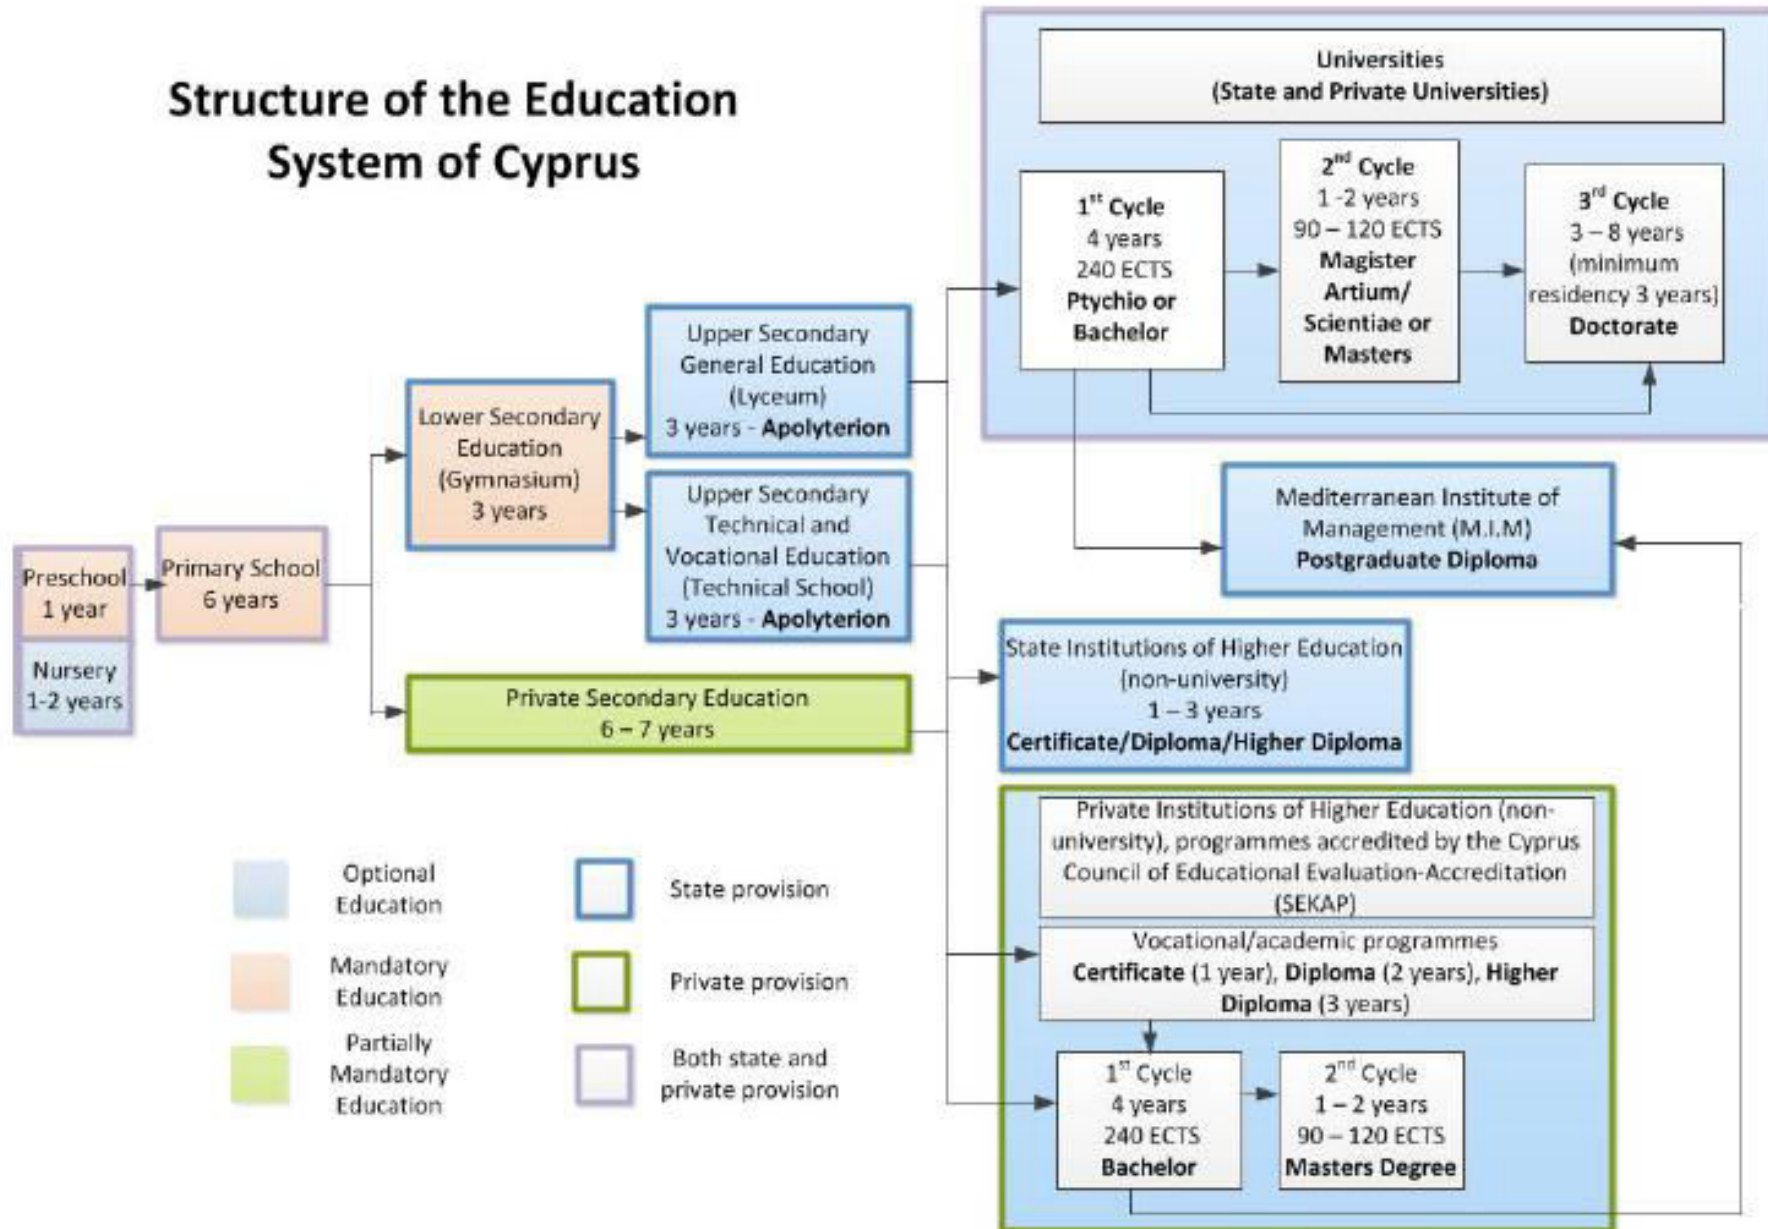 Structure of the Education
System of Cyprus
Preschool
1 year
Nursery
1-2 years
Primary School
6 years
Lower Secondary
Education
(Gymnasium)
3 years
Upper Secondary
General Education
(Lyceum)
3 years - Apolyterion
Upper Secondary
Technical and
Vocational Education
(Technical School)
3 years - Apolyterion
Private Secondary Education
6 – 7 years
Universities
(State and Private Universities)
1st Cycle
4 years
240 ECTS
Ptychio or
Bachelor
2nd Cycle
1 -2 years
90 – 120 ECTS
Magister
Artium/
Scientiae or
Masters
3rd Cycle
3 – 8 years
(minimum
residency 3 years)
Doctorate
Mediterranean Institute of
Management (M.I.M)
Postgraduate Diploma
State Institutions of Higher Education
(non-university)
1 – 3 years
Certificate/Diploma/Higher Diploma
Private Institutions of Higher Education (non-
university), programmes accredited by the Cyprus
Council of Educational Evaluation-Accreditation
(SEKAP)
Vocational/academic programmes
Certificate (1 year), Diploma (2 years), Higher
Diploma (3 years)
1st Cycle
4 years
240 ECTS
Bachelor
2nd Cycle
1 – 2 years
90 – 120 ECTS
Masters Degree
Optional
Education
Mandatory
Education
Partially
Mandatory
Education
State provision
Private provision
Both state and
private provision